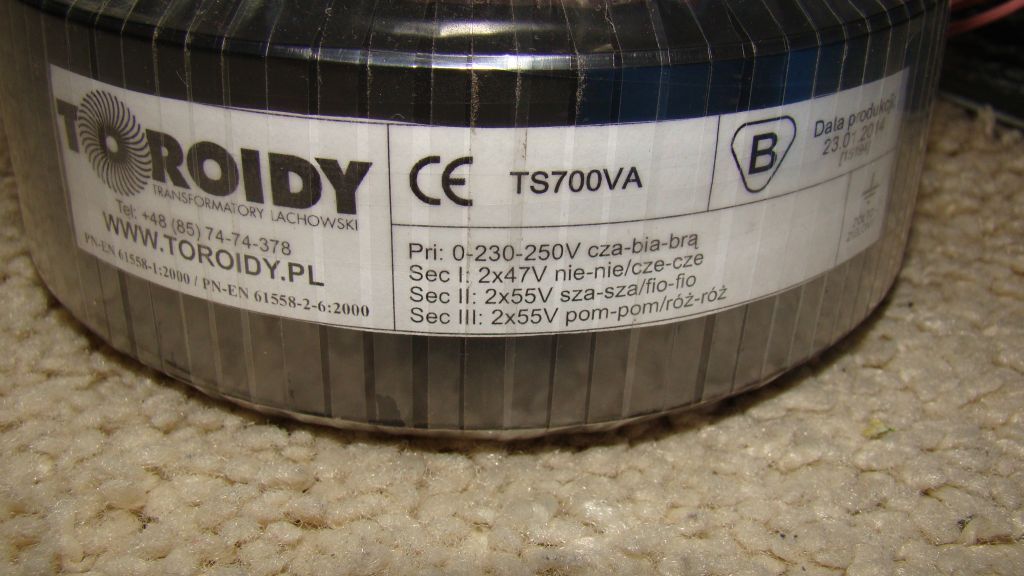 TOROIDY
TRANSFORMATORY LACHOWSKI
Tel: +48 (85) 74-74-378
WWW.TOROIDY.PL
PN-EN 61558-1:2000 / PN-EN 61558-2-6:2000
CE
TS700VA
B
Data produkcji
23.01.2014
Pri: 0-230-250V cza-bia-brą
Sec I: 2x47V nie-nie/cze-cze
Sec II: 2x55V sza-sza/fio-fio
Sec III: 2x55V pom-pom/róż-róż